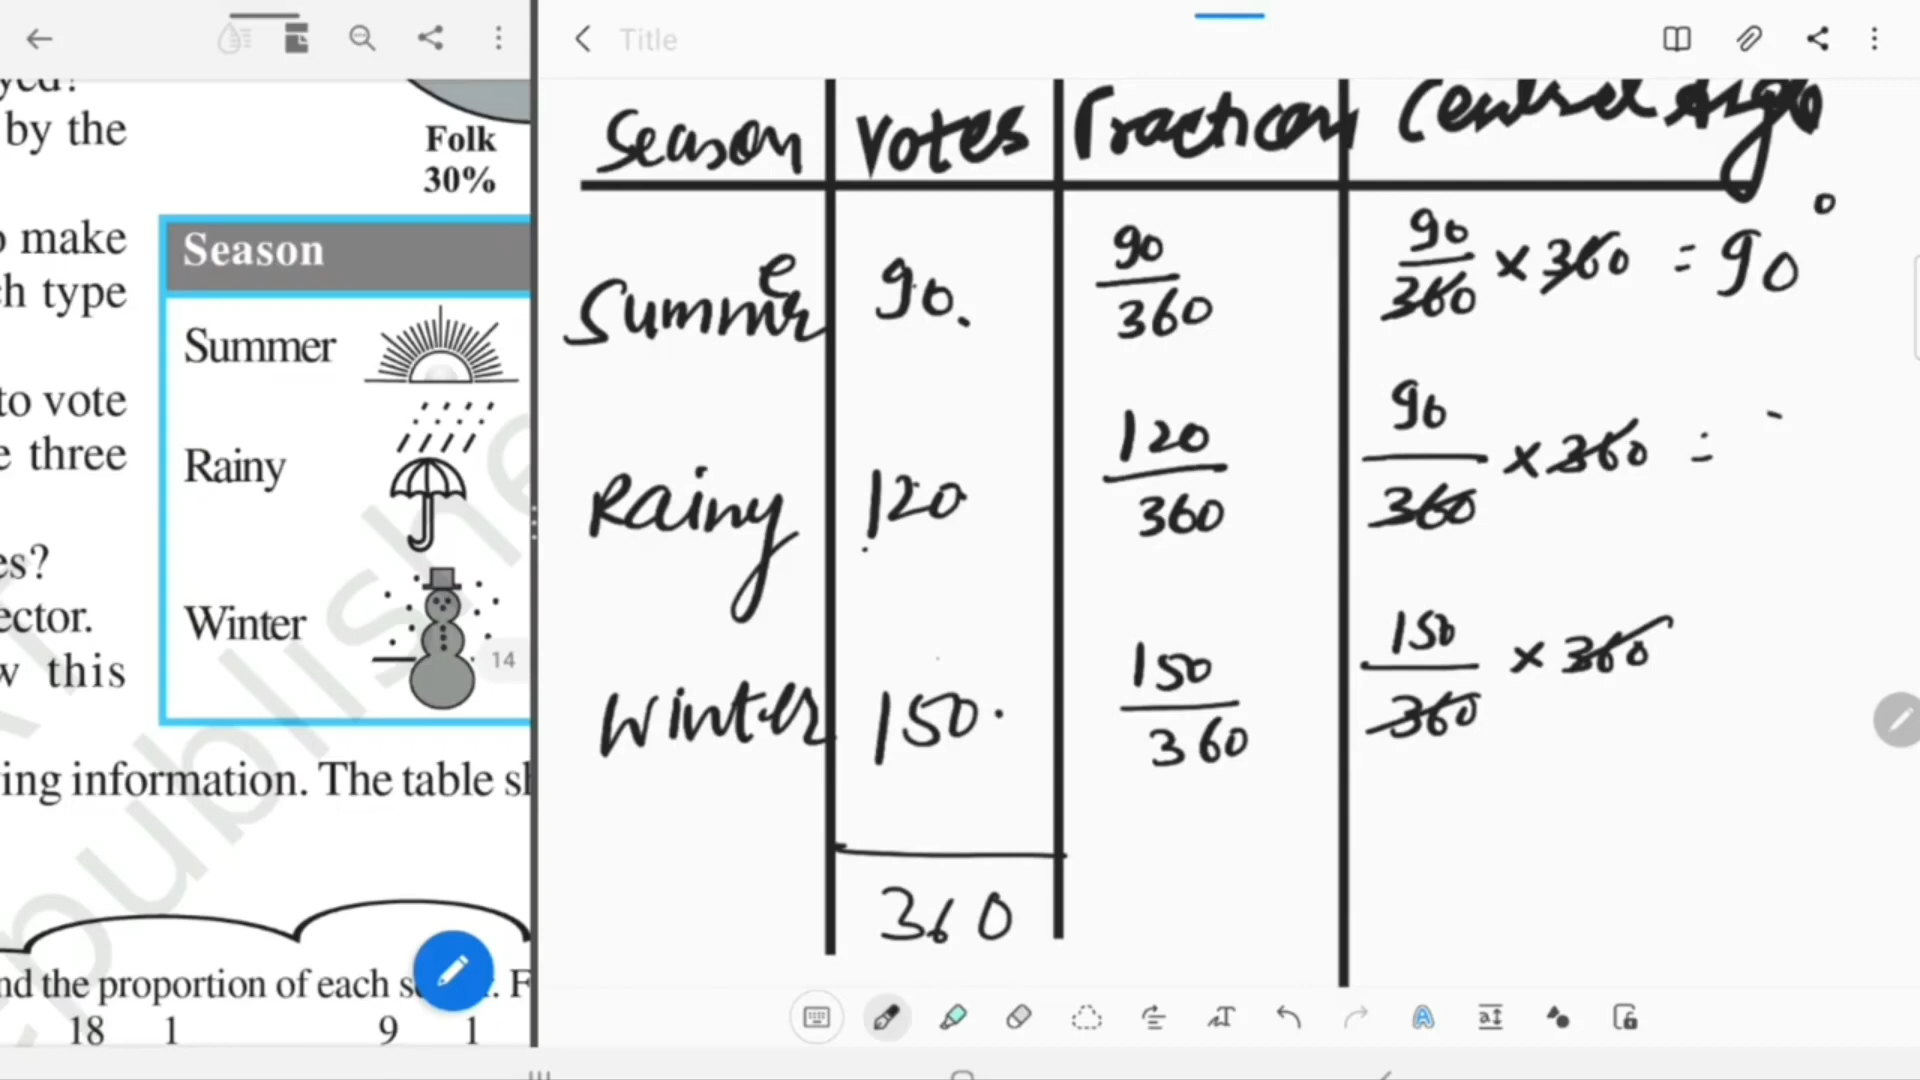 yed?
by the
Folk
30%
o make
ch type
to vote
e three
es?
ector.
w this
Season
Summer
Rainy
Winter
14
ing information. The table sh
nd the proportion of each s . F
18 1 9 1
Title
Season Votes Fraction Central Angle
Summer 90. 90/360 90/360 × 360 = 90°
Rainy 120 120/360 90/360 × 360 =
Winter 150. 150/360 150/360 × 360
360